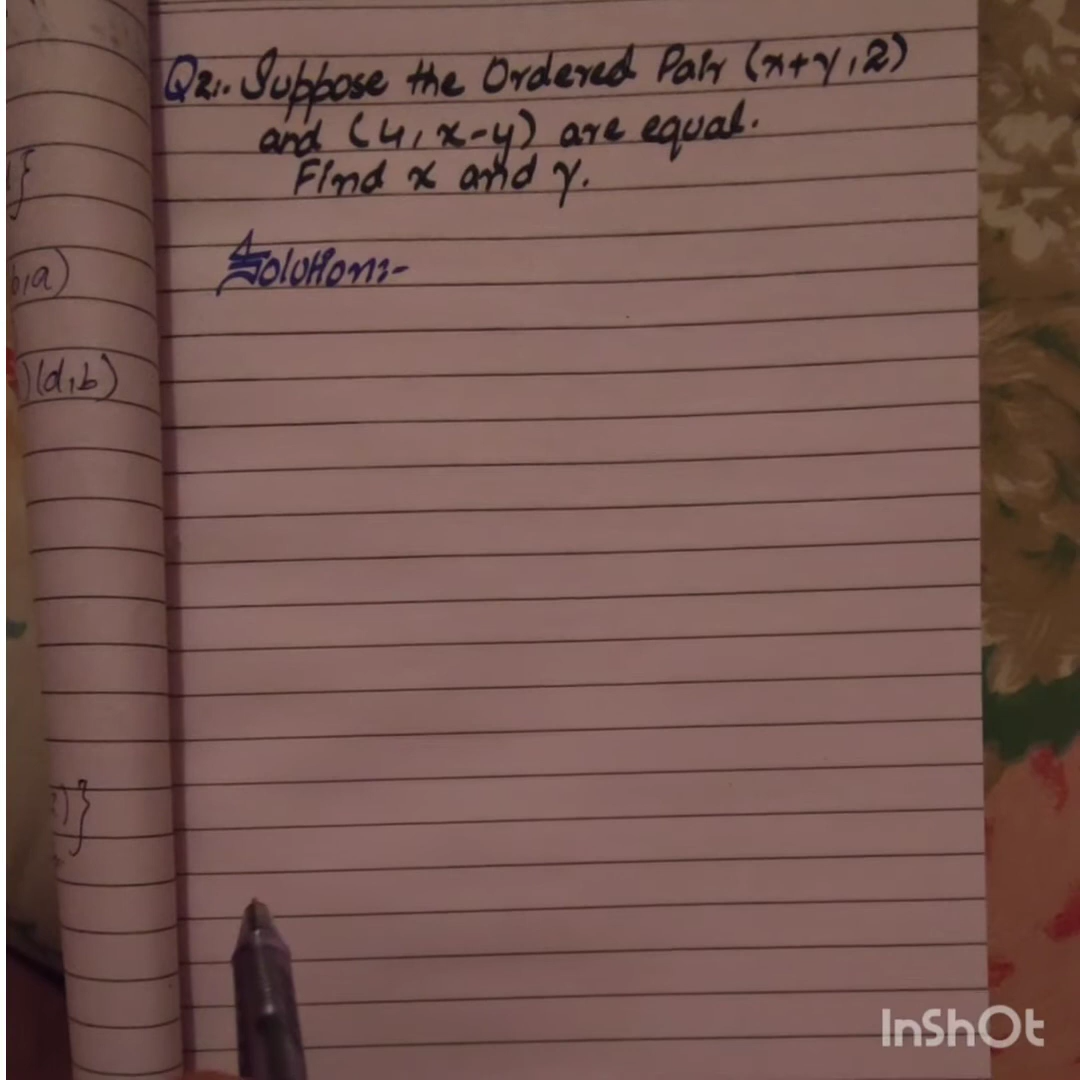 Q2:- Suppose the Ordered Pair (x+y,2)
and (4, x-y) are equal.
Find x and y.
Solution:-
b,a)
)(d,b)
)}
InShOt